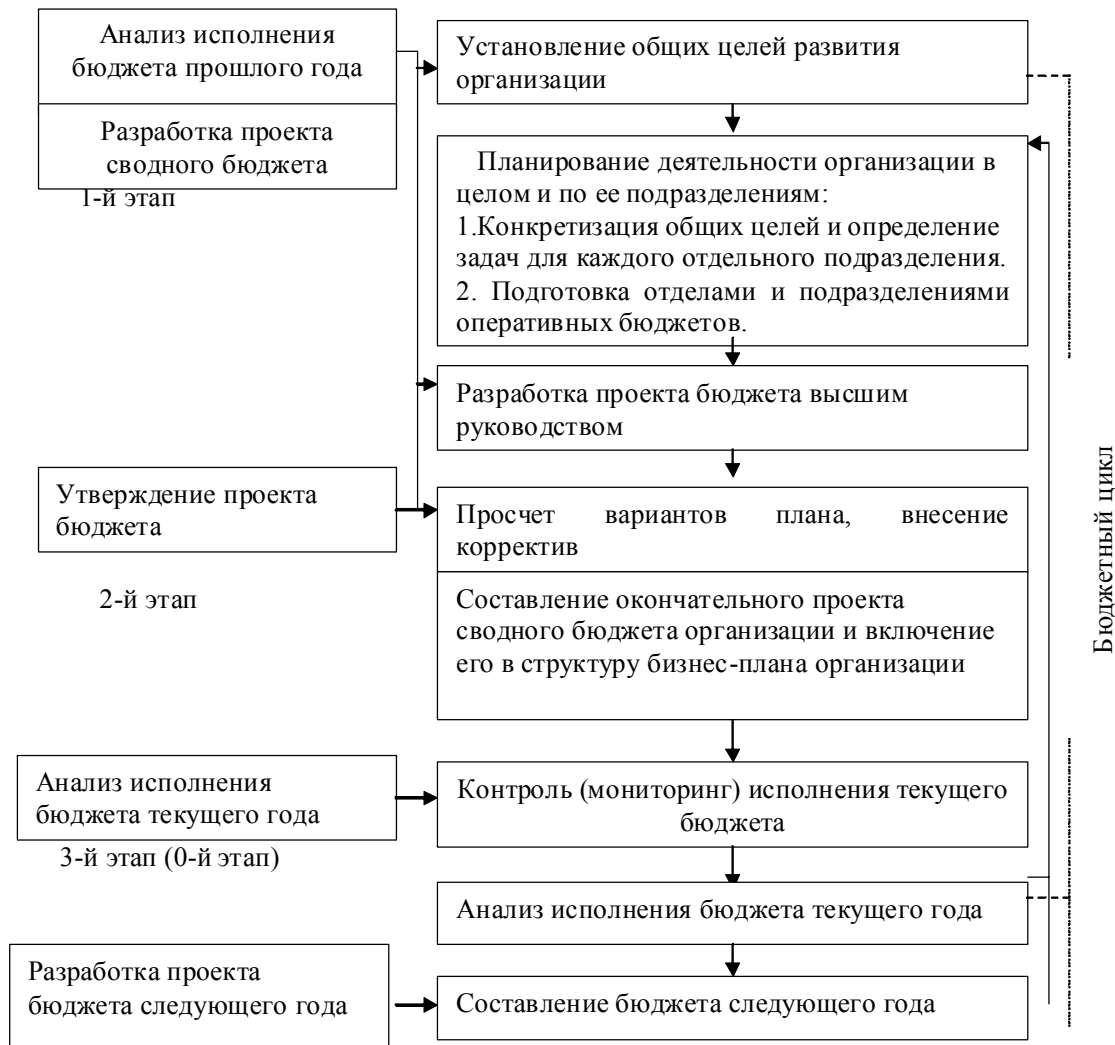 Анализ исполнения
бюджета прошлого года
Разработка проекта
сводного бюджета
1-й этап
Установление общих целей развития
организации
Планирование деятельности организации в
целом и по ее подразделениям:
1.Конкретизация общих целей и определение
задач для каждого отдельного подразделения.
2. Подготовка отделами и подразделениями
оперативных бюджетов.
Разработка проекта бюджета высшим
руководством
Утверждение проекта
бюджета
2-й этап
Просчет вариантов плана, внесение
корректив
Составление окончательного проекта
сводного бюджета организации и включение
его в структуру бизнес-плана организации
Анализ исполнения
бюджета текущего года
3-й этап (0-й этап)
Контроль (мониторинг) исполнения текущего
бюджета
Анализ исполнения бюджета текущего года
Разработка проекта
бюджета следующего года
Составление бюджета следующего года
Бюджетный цикл